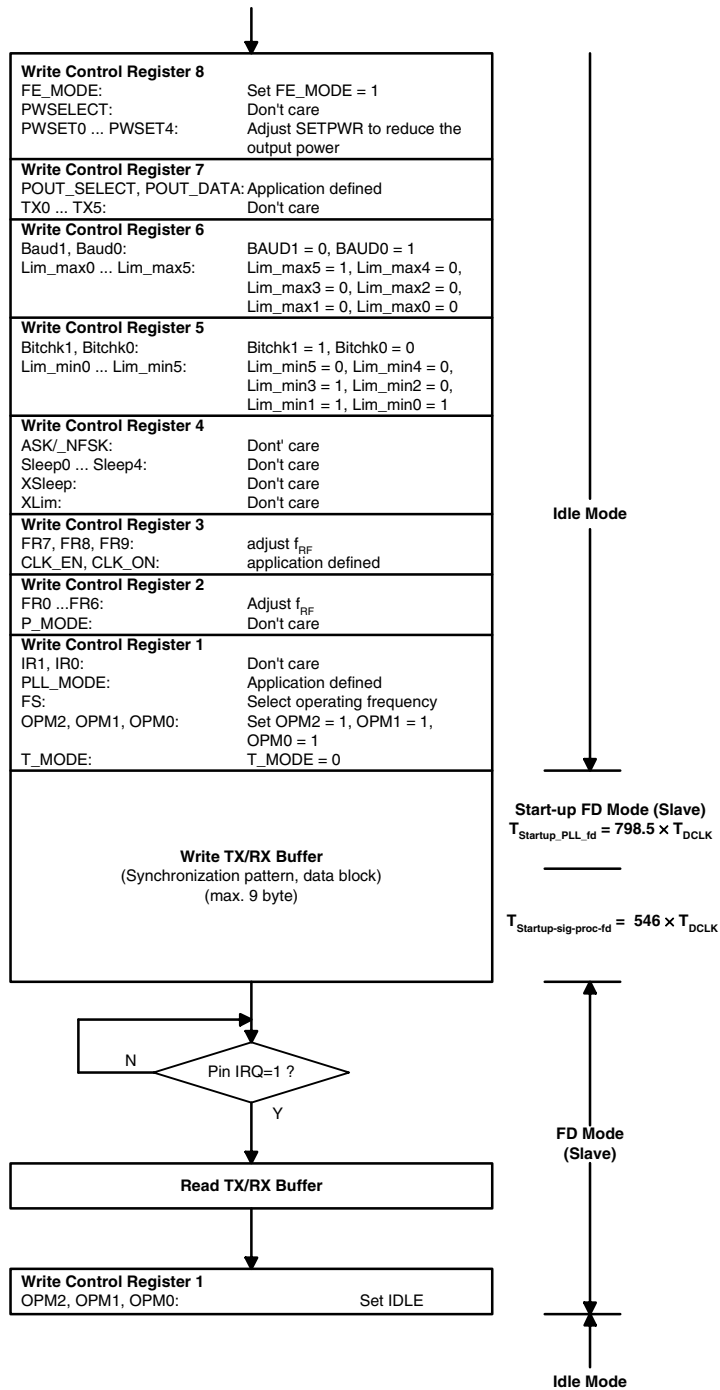 Write Control Register 8
FE_MODE: Set FE_MODE = 1
PWSELECT: Don't care
PWSET0 ... PWSET4: Adjust SETPWR to reduce the
output power
Write Control Register 7
POUT_SELECT, POUT_DATA: Application defined
TX0 ... TX5: Don't care
Write Control Register 6
Baud1, Baud0: BAUD1 = 0, BAUD0 = 1
Lim_max0 ... Lim_max5: Lim_max5 = 1, Lim_max4 = 0,
Lim_max3 = 0, Lim_max2 = 0,
Lim_max1 = 0, Lim_max0 = 0
Write Control Register 5
Bitchk1, Bitchk0: Bitchk1 = 1, Bitchk0 = 0
Lim_min0 ... Lim_min5: Lim_min5 = 0, Lim_min4 = 0,
Lim_min3 = 1, Lim_min2 = 0,
Lim_min1 = 1, Lim_min0 = 1
Write Control Register 4
ASK/_NFSK: Dont' care
Sleep0 ... Sleep4: Don't care
XSleep: Don't care
XLim: Don't care
Idle Mode
Write Control Register 3
FR7, FR8, FR9: adjust fRF
CLK_EN, CLK_ON: application defined
Write Control Register 2
FR0 ...FR6: Adjust fRF
P_MODE: Don't care
Write Control Register 1
IR1, IR0: Don't care
PLL_MODE: Application defined
FS: Select operating frequency
OPM2, OPM1, OPM0: Set OPM2 = 1, OPM1 = 1,
OPM0 = 1
T_MODE: T_MODE = 0
Start-up FD Mode (Slave)
TStartup_PLL_fd = 798.5 × TDCLK
Write TX/RX Buffer
(Synchronization pattern, data block)
(max. 9 byte)
TStartup-sig-proc-fd = 546 × TDCLK
N
Pin IRQ=1 ?
Y
FD Mode
(Slave)
Read TX/RX Buffer
Write Control Register 1
OPM2, OPM1, OPM0: Set IDLE
Idle Mode